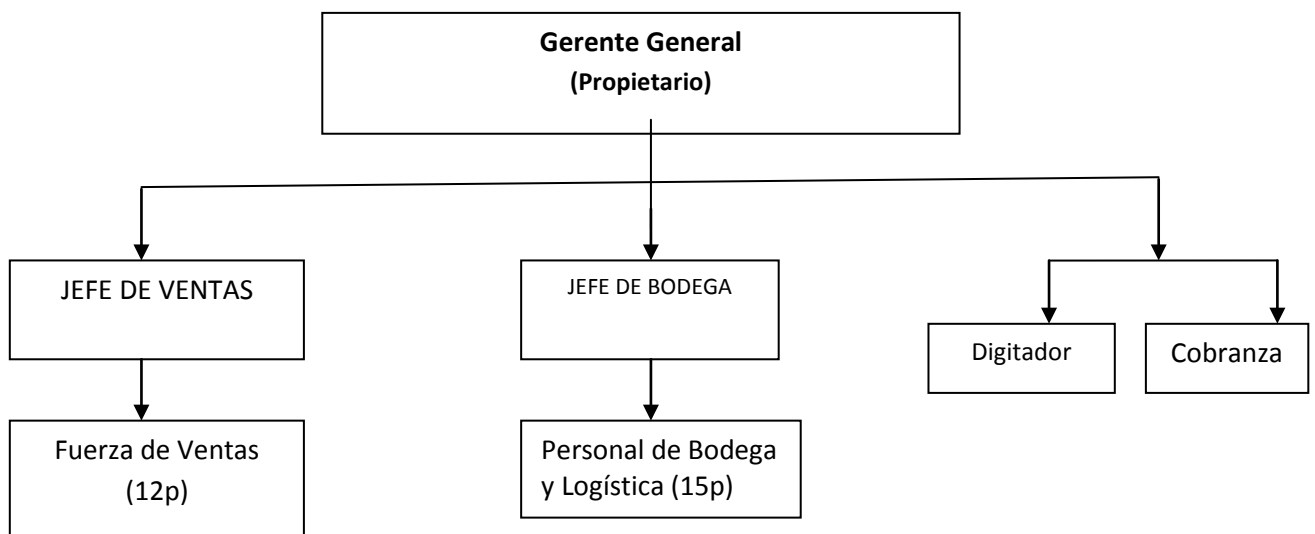 Gerente General
(Propietario)
JEFE DE VENTAS
JEFE DE BODEGA
Digitador
Cobranza
Fuerza de Ventas
(12p)
Personal de Bodega
y Logística (15p)